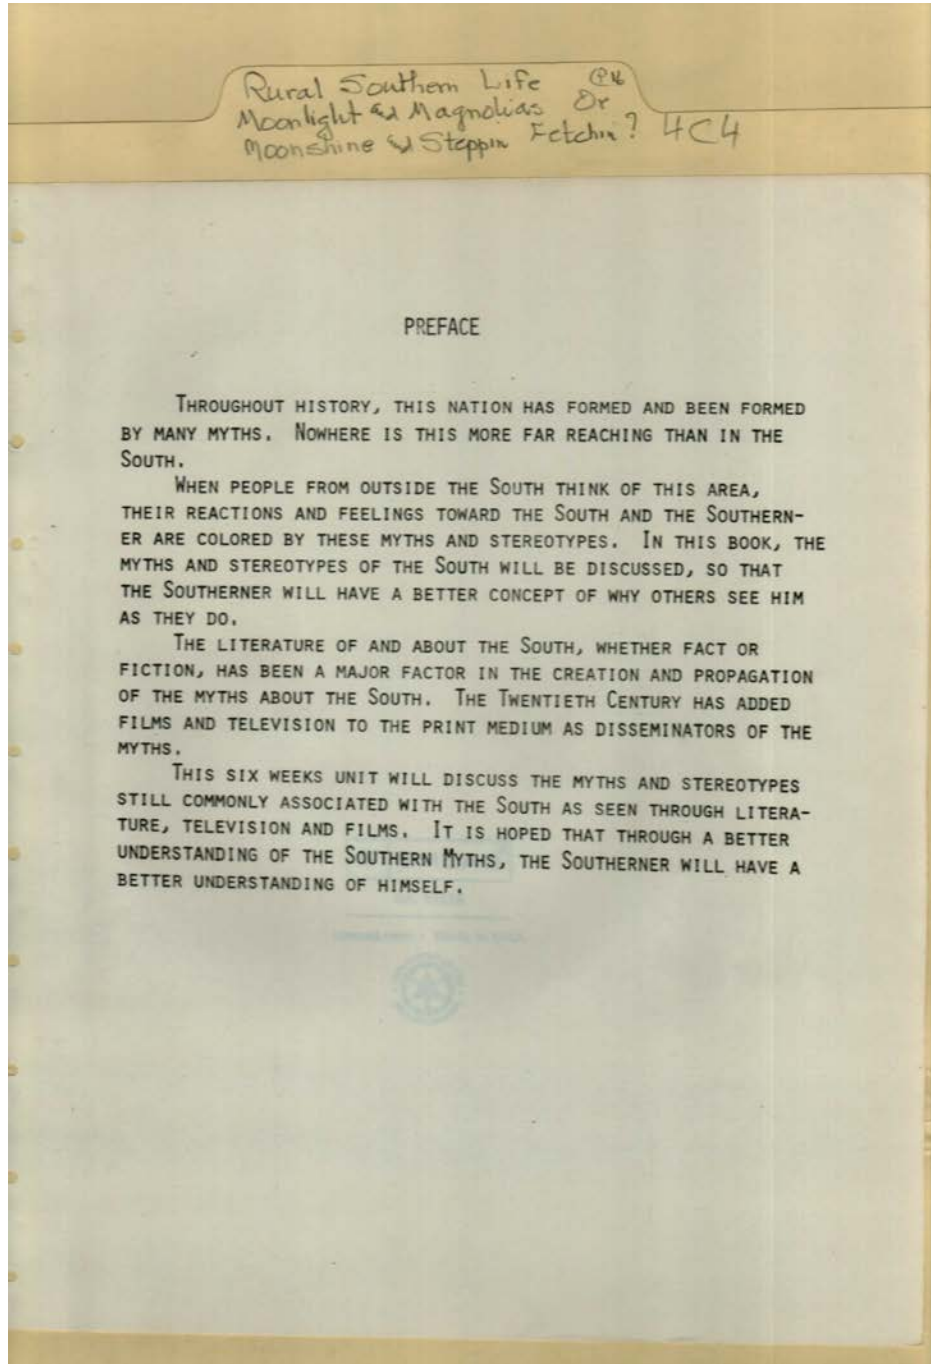 Rural Southern Life
Moonlight & Magnolias Or
Moonshine & Steppin Fetchin? 4C4
PREFACE
THROUGHOUT HISTORY, THIS NATION HAS FORMED AND BEEN FORMED
BY MANY MYTHS. NOWHERE IS THIS MORE FAR REACHING THAN IN THE
SOUTH.
WHEN PEOPLE FROM OUTSIDE THE SOUTH THINK OF THIS AREA,
THEIR REACTIONS AND FEELINGS TOWARD THE SOUTH AND THE SOUTHERN-
ER ARE COLORED BY THESE MYTHS AND STEREOTYPES. IN THIS BOOK, THE
MYTHS AND STEREOTYPES OF THE SOUTH WILL BE DISCUSSED, SO THAT
THE SOUTHERNER WILL HAVE A BETTER CONCEPT OF WHY OTHERS SEE HIM
AS THEY DO.
THE LITERATURE OF AND ABOUT THE SOUTH, WHETHER FACT OR
FICTION, HAS BEEN A MAJOR FACTOR IN THE CREATION AND PROPAGATION
OF THE MYTHS ABOUT THE SOUTH. THE TWENTIETH CENTURY HAS ADDED
FILMS AND TELEVISION TO THE PRINT MEDIUM AS DISSEMINATORS OF THE
MYTHS.
THIS SIX WEEKS UNIT WILL DISCUSS THE MYTHS AND STEREOTYPES
STILL COMMONLY ASSOCIATED WITH THE SOUTH AS SEEN THROUGH LITERA-
TURE, TELEVISION AND FILMS. IT IS HOPED THAT THROUGH A BETTER
UNDERSTANDING OF THE SOUTHERN MYTHS, THE SOUTHERNER WILL HAVE A
BETTER UNDERSTANDING OF HIMSELF.